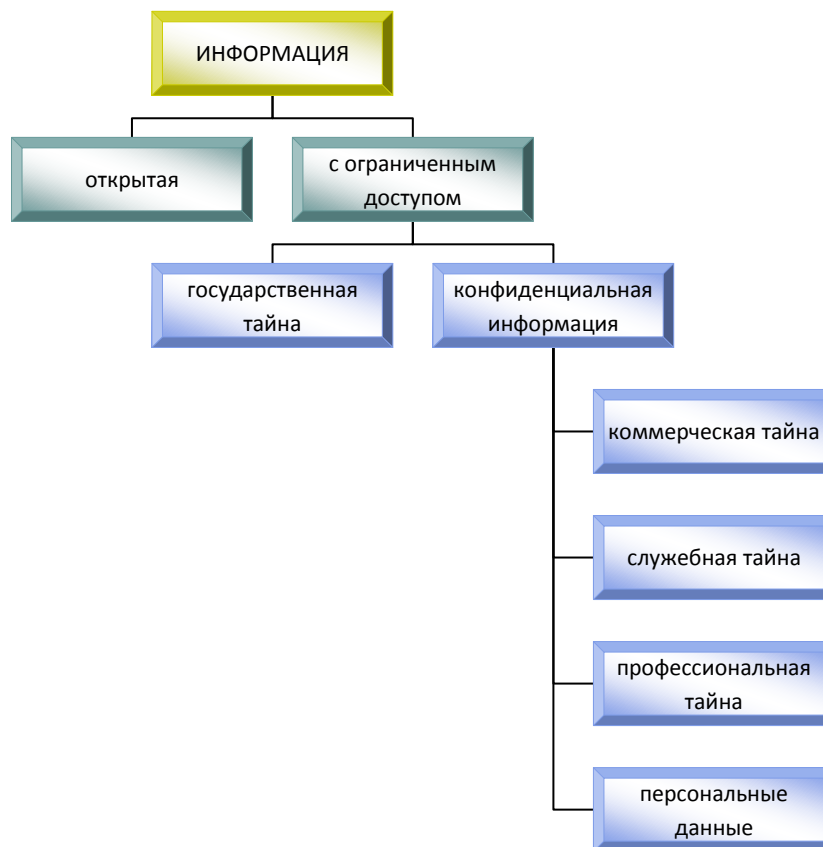 ИНФОРМАЦИЯ
открытая
с ограниченным
доступом
государственная
тайна
конфиденциальная
информация
коммерческая тайна
служебная тайна
профессиональная
тайна
персональные
данные